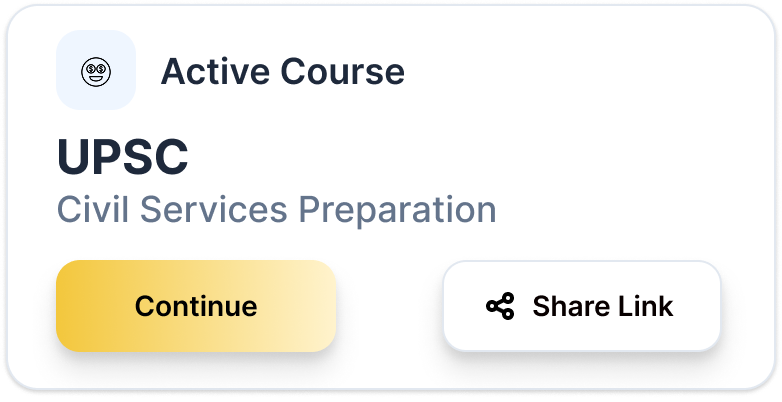 Active Course
UPSC
Civil Services Preparation
Continue
Share Link